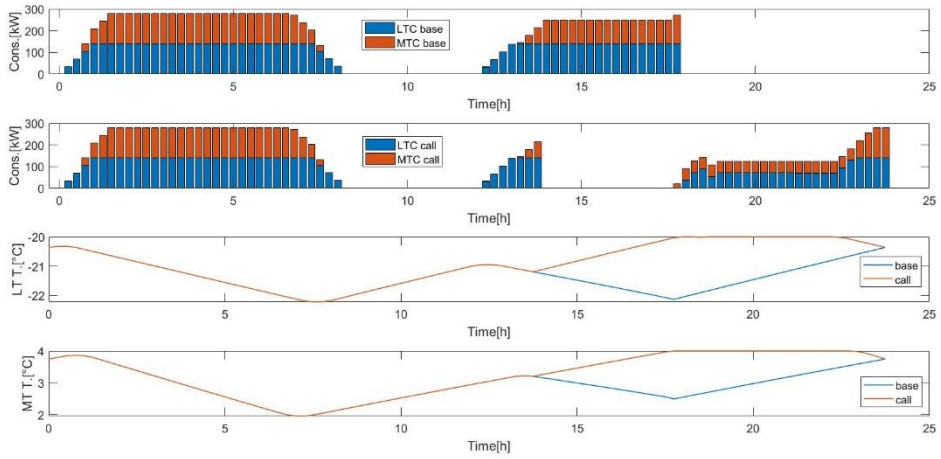 Cons.[kW]
300
200
100
0
LTC base
MTC base
0 5 10 15 20 25
Time[h]
Cons.[kW]
300
200
100
0
LTC call
MTC call
0 5 10 15 20 25
Time[h]
LT T.[°C]
-20
-21
-22
base
call
0 5 10 15 20 25
Time[h]
MT T.[°C]
4
3
2
base
call
0 5 10 15 20 25
Time[h]